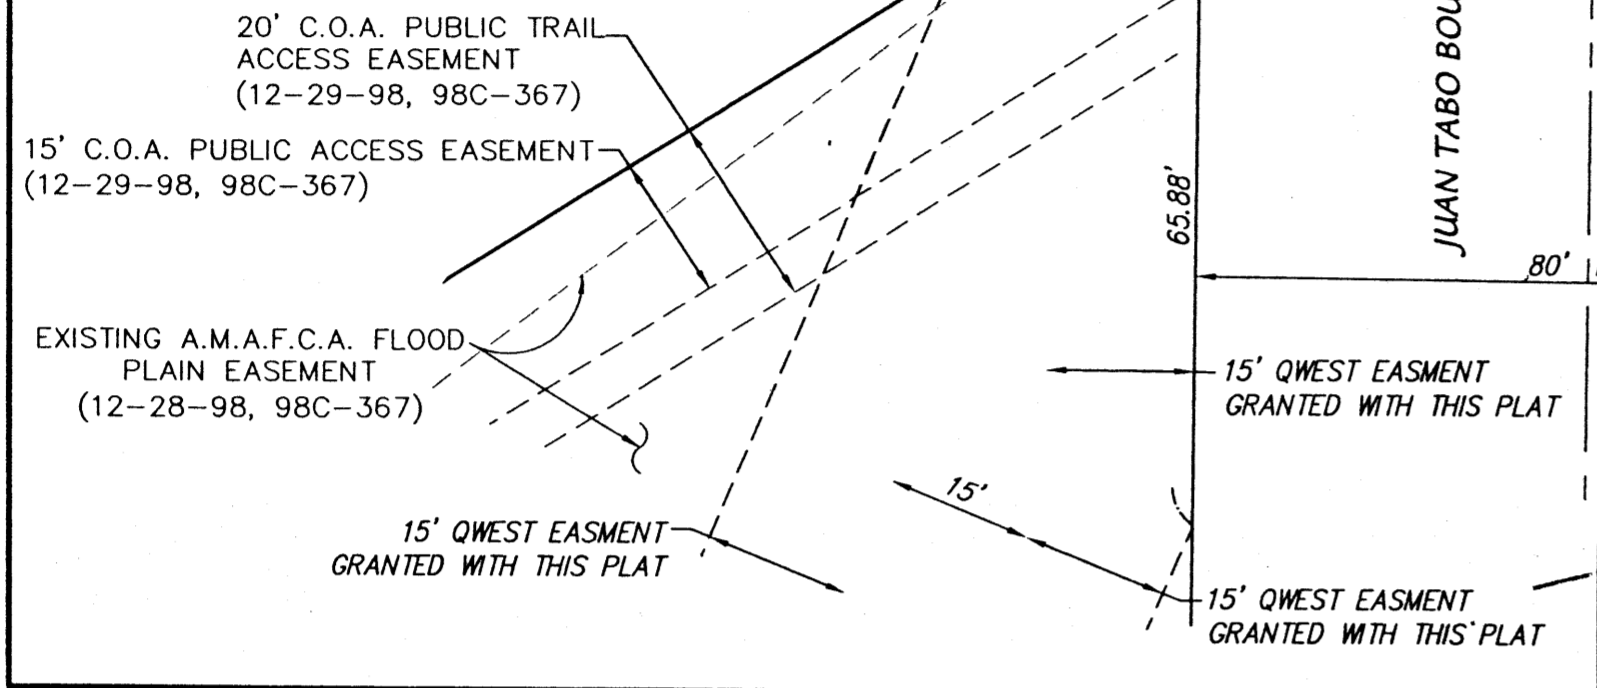 20' C.O.A. PUBLIC TRAIL
ACCESS EASEMENT
(12-29-98, 98C-367)
15' C.O.A. PUBLIC ACCESS EASEMENT
(12-29-98, 98C-367)
EXISTING A.M.A.F.C.A. FLOOD
PLAIN EASEMENT
(12-28-98, 98C-367)
15' QWEST EASMENT
GRANTED WITH THIS PLAT
15'
65.88'
JUAN TABO BOU
80'
15' QWEST EASMENT
GRANTED WITH THIS PLAT
15' QWEST EASMENT
GRANTED WITH THIS PLAT